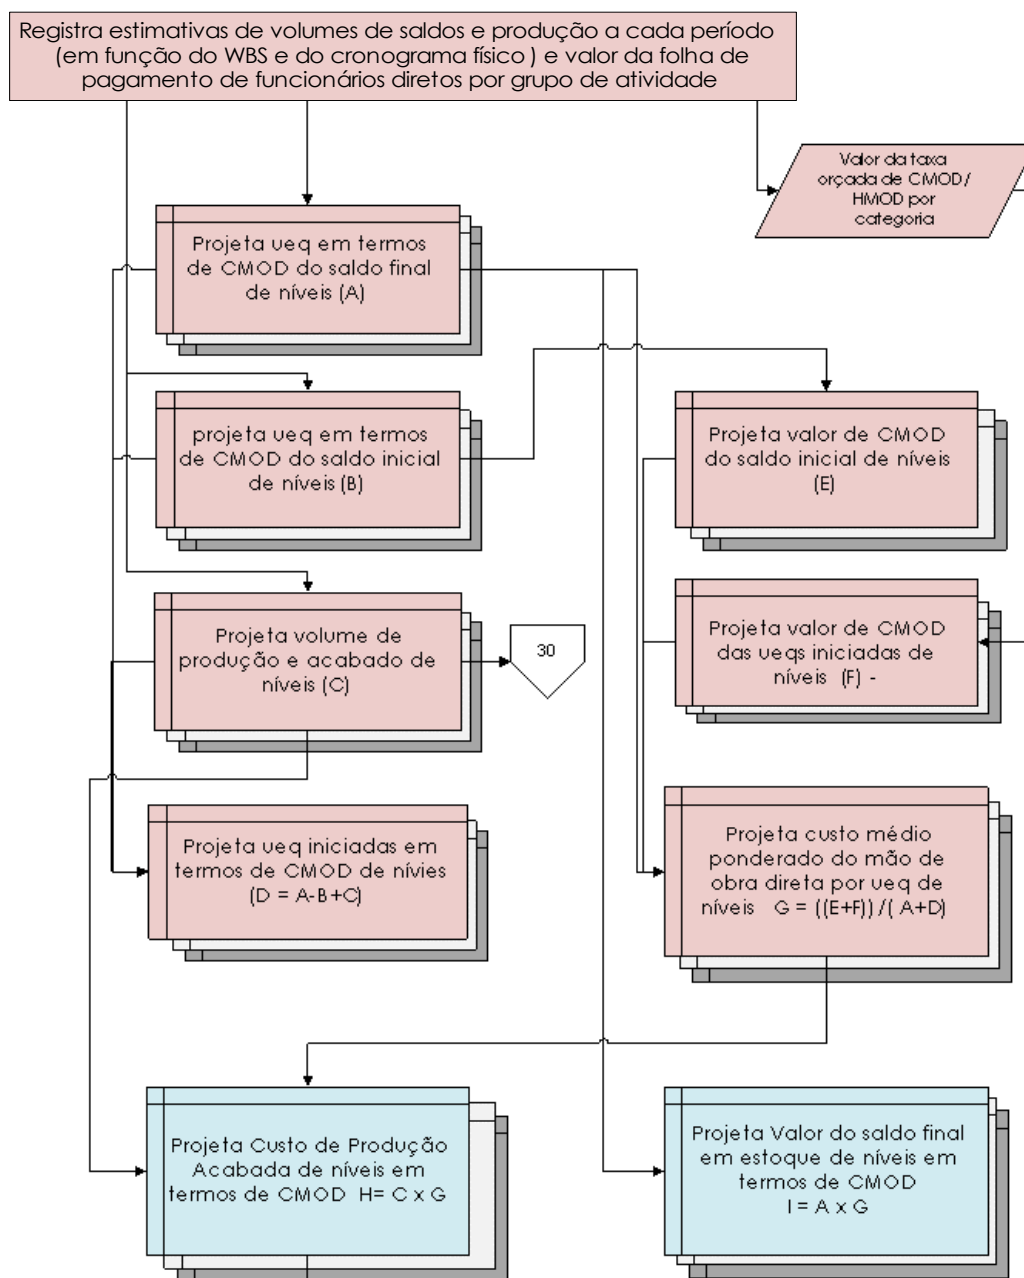 Registra estimativas de volumes de saldos e produção a cada período
(em função do WBS e do cronograma físico ) e valor da folha de
pagamento de funcionários diretos por grupo de atividade
Valor da taxa
orçada de CMOD/
HMOD por
categoria
Projeta ueq em termos
de CMOD do saldo final
de níveis (A)
projeta ueq em termos
de CMOD do saldo inicial
de níveis (B)
Projeta valor de CMOD
do saldo inicial de níveis
(E)
Projeta volume de
produção e acabado de
níveis (C)
30
Projeta valor de CMOD
das ueqs iniciadas de
níveis (F) -
Projeta ueq iniciadas em
termos de CMOD de nívies
(D = A-B+C)
Projeta custo médio
ponderado do mão de
obra direta por ueq de
níveis G = ((E+F)) /( A+D)
Projeta Custo de Produção
Acabada de níveis em
termos de CMOD H= C x G
Projeta Valor do saldo final
em estoque de níveis em
termos de CMOD
I = A x G